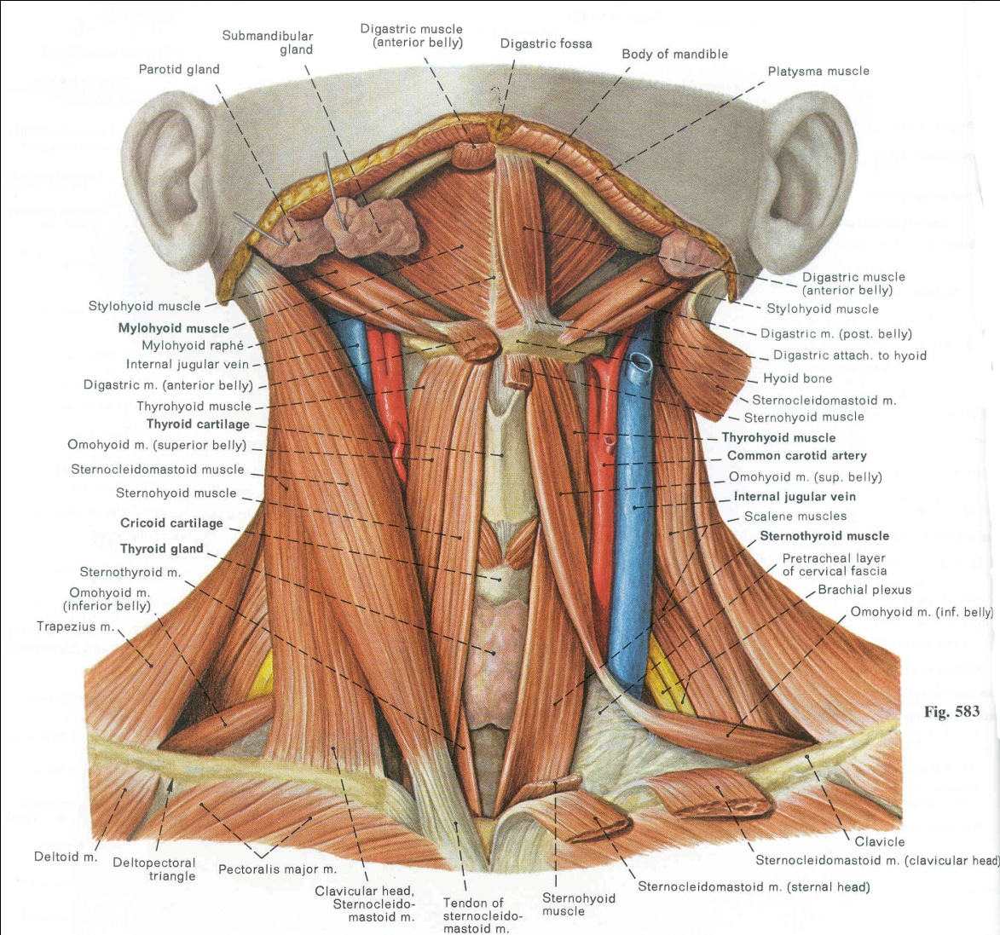 Submandibular
gland
Digastric muscle
(anterior belly)
Digastric fossa
Body of mandible
Parotid gland
Platysma muscle
Stylohyoid muscle
Mylohyoid muscle
Mylohyoid raphé
Internal jugular vein
Digastric m. (anterior belly)
Thyrohyoid muscle
Thyroid cartilage
Omohyoid m. (superior belly)
Sternocleidomastoid muscle
Sternohyoid muscle
Cricoid cartilage
Thyroid gland
Sternothyroid m.
Omohyoid m.
(inferior belly)
Trapezius m.
Digastric muscle
(anterior belly)
Stylohyoid muscle
Digastric m. (post. belly)
Digastric attach. to hyoid
Hyoid bone
Sternocleidomastoid m.
Sternohyoid muscle
Thyrohyoid muscle
Common carotid artery
Omohyoid m. (sup. belly)
Internal jugular vein
Scalene muscles
Sternothyroid muscle
Pretracheal layer
of cervical fascia
Brachial plexus
Omohyoid m. (inf. belly)
Fig. 583
Deltoid m.
Deltopectoral
triangle
Pectoralis major m.
Clavicular head,
Sternocleido-
mastoid m.
Tendon of
sternocleido-
mastoid m.
Sternohyoid
muscle
Sternocleidomastoid m. (sternal head)
Sternocleidomastoid m. (clavicular head)
Clavicle